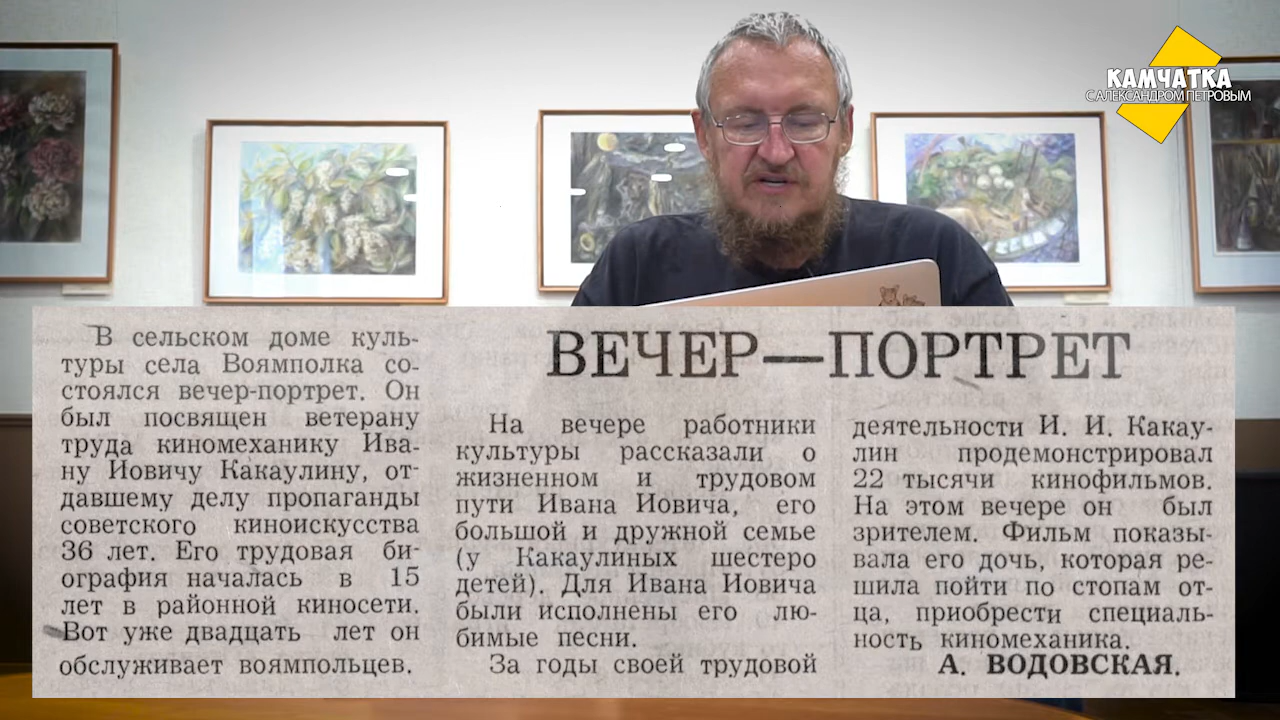 КАМЧАТКА
С АЛЕКСАНДРОМ ПЕТРОВЫМ
ВЕЧЕР—ПОРТРЕТ
В сельском доме куль-
туры села Воямполка со-
стоялся вечер-портрет. Он
был посвящен ветерану
труда киномеханику Ива-
ну Иовичу Какаулину, от-
давшему делу пропаганды
советского киноискусства
36 лет. Его трудовая би-
ография началась в 15
лет в районной киносети.
Вот уже двадцать лет он
обслуживает воямпольцев.
На вечере работники
культуры рассказали о
жизненном и трудовом
пути Ивана Иовича, его
большой и дружной семье
(у Какаулиных шестеро
детей). Для Ивана Иовича
были исполнены его лю-
бимые песни.
За годы своей трудовой
деятельности И. И. Какау-
лин продемонстрировал
22 тысячи кинофильмов.
На этом вечере он был
зрителем. Фильм показы-
вала его дочь, которая ре-
шила пойти по стопам от-
ца, приобрести специаль-
ность киномеханика.
А. ВОДОВСКАЯ.